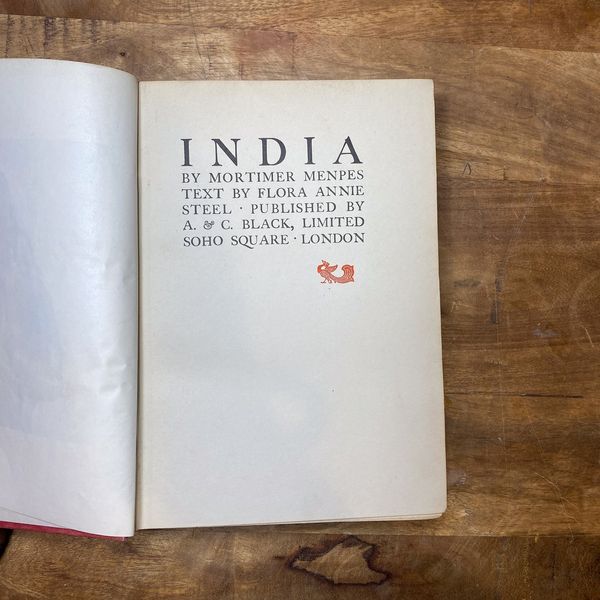 INDIA
BY MORTIMER MENPES
TEXT BY FLORA ANNIE
STEEL · PUBLISHED BY
A. & C. BLACK, LIMITED
SOHO SQUARE · LONDON